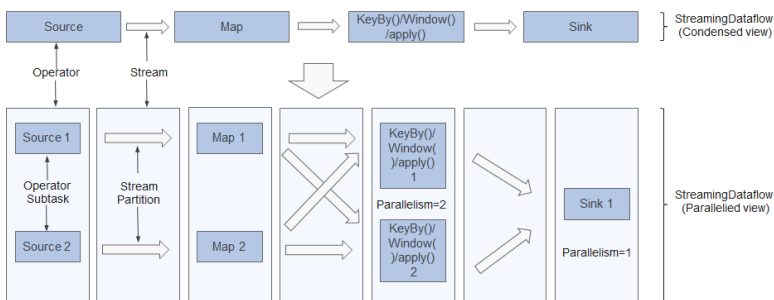 Source
Map
KeyBy()/Window()
/apply()
Sink
StreamingDataflow
(Condensed view)
Operator
Stream
Source 1
Map 1
KeyBy()/
Window(
)/apply()
1
Operator
Subtask
Stream
Partition
Parallelism=2
Sink 1
StreamingDataflow
(Parallelied view)
Source 2
Map 2
KeyBy()/
Window(
)/apply()
2
Parallelism=1